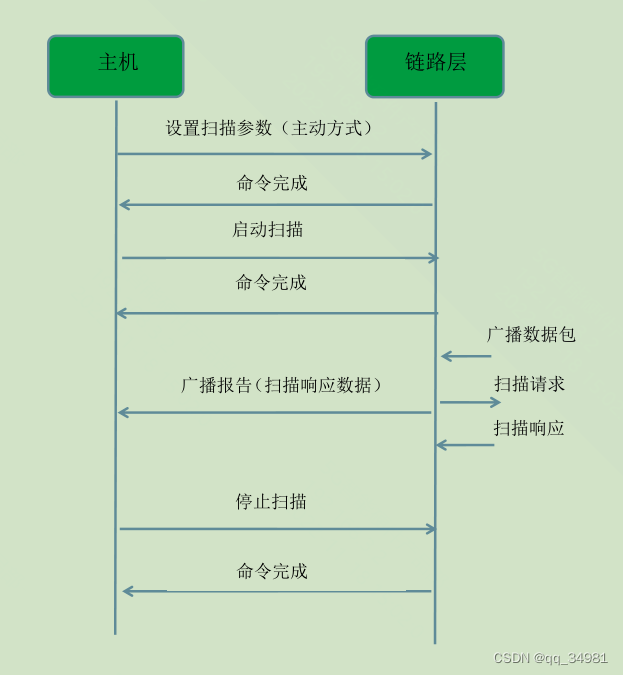 主机
链路层
设置扫描参数（主动方式）
命令完成
启动扫描
命令完成
广播数据包
广播报告（扫描响应数据）
扫描请求
扫描响应
停止扫描
命令完成
CSDN @qq_34981